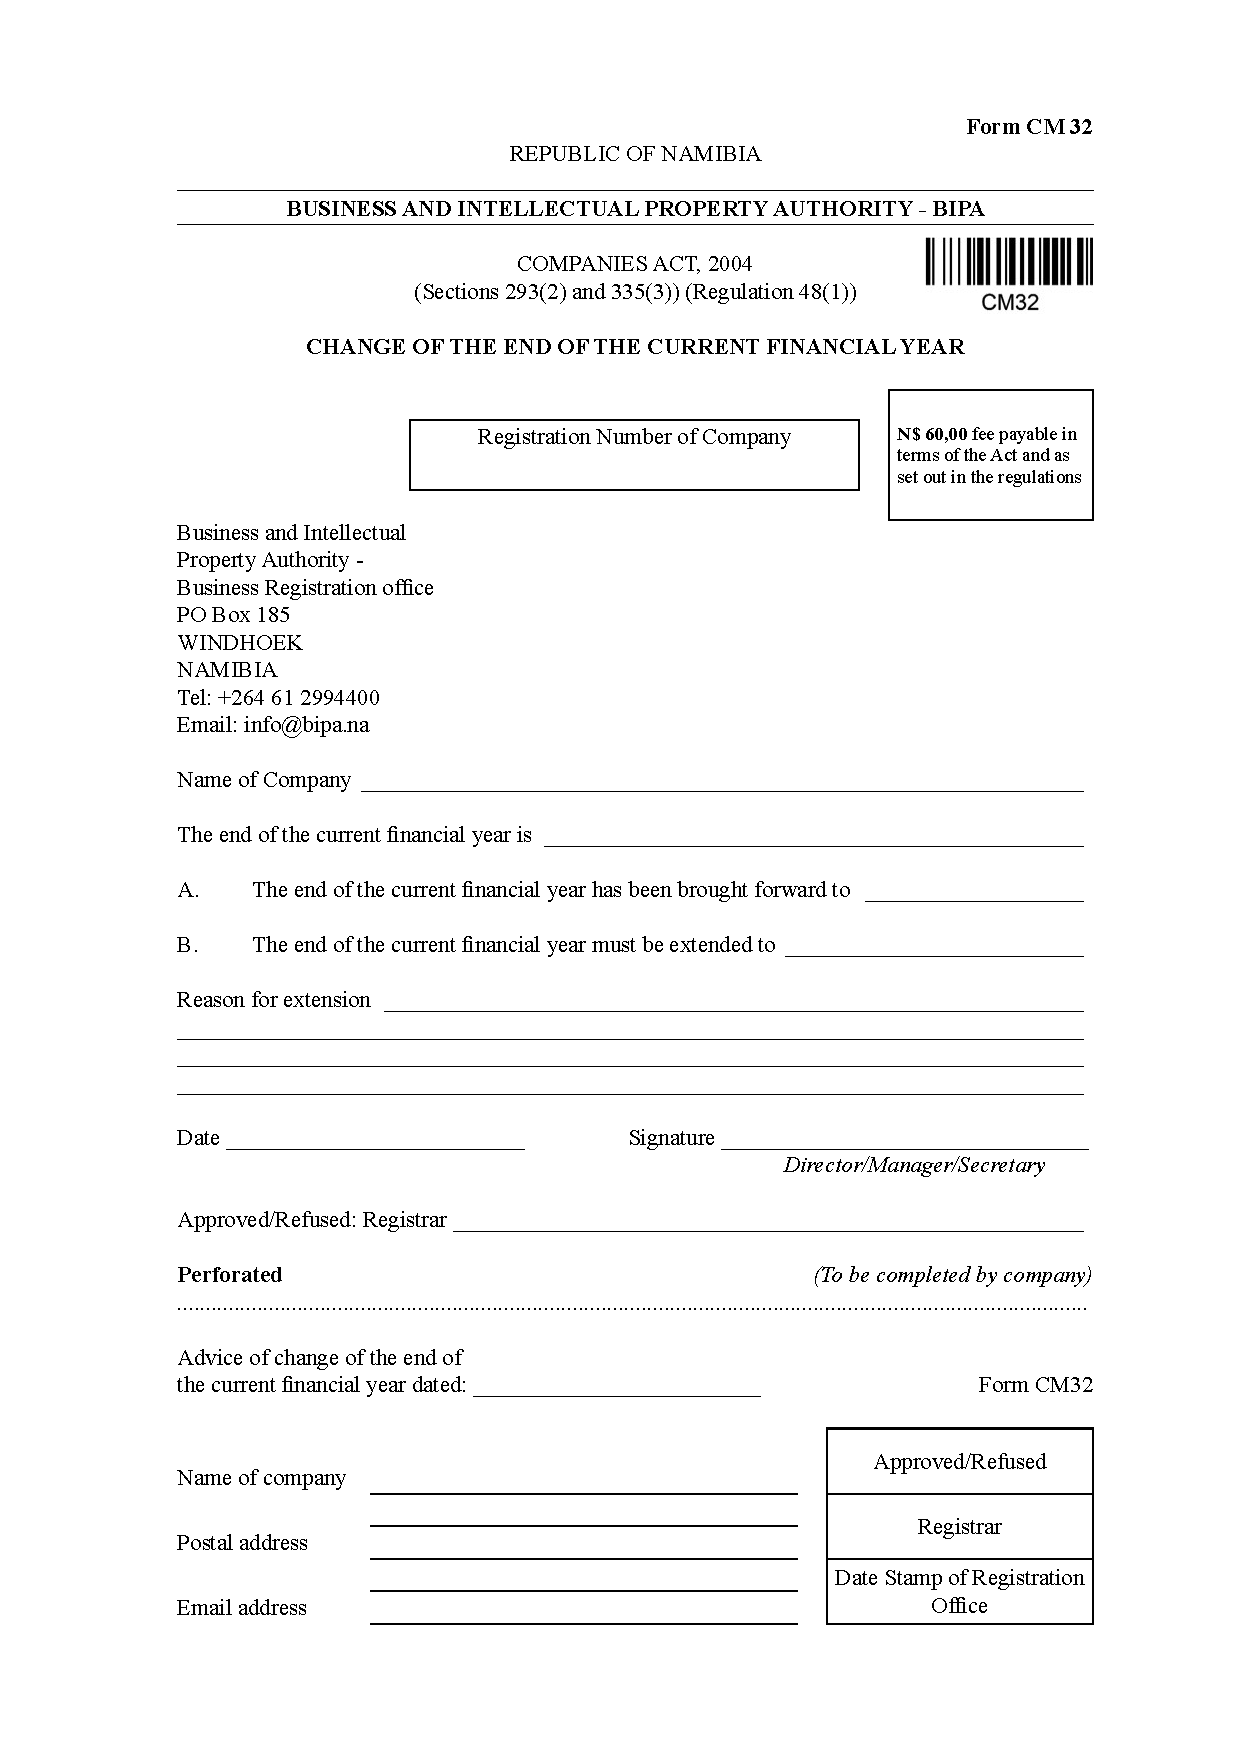 Form CM 32
REPUBLIC OF NAMIBIA
BUSINESS AND INTELLECTUAL PROPERTY AUTHORITY - BIPA
COMPANIES ACT, 2004
(Sections 293(2) and 335(3)) (Regulation 48(1))
CM32
CHANGE OF THE END OF THE CURRENT FINANCIAL YEAR
Registration Number of Company
N$ 60,00 fee payable in
terms of the Act and as
set out in the regulations
Business and Intellectual
Property Authority -
Business Registration office
PO Box 185
WINDHOEK
NAMIBIA
Tel: +264 61 2994400
Email: info@bipa.na
Name of Company
The end of the current financial year is
A. The end of the current financial year has been brought forward to
B. The end of the current financial year must be extended to
Reason for extension
Date Signature
Director/Manager/Secretary
Approved/Refused: Registrar
Perforated (To be completed by company)
Advice of change of the end of
the current financial year dated: Form CM32
Approved/Refused
Name of company
Registrar
Postal address
Date Stamp of Registration
Office
Email address